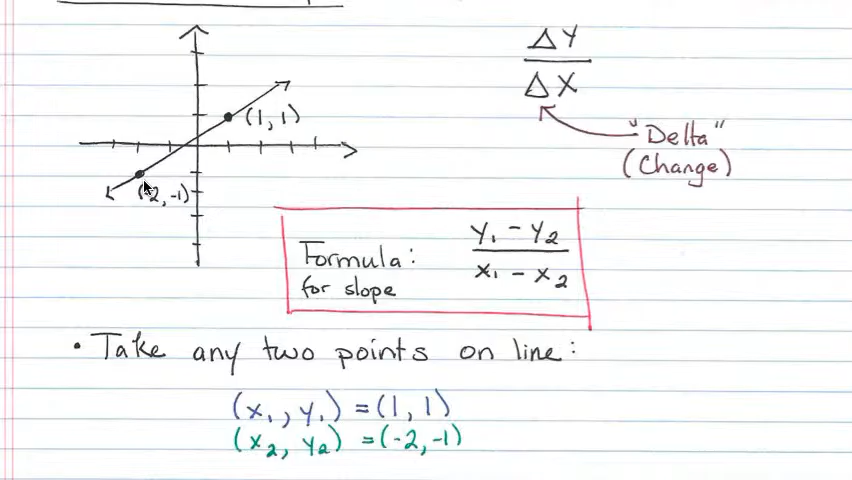 ΔY
ΔX
"Delta"
(Change)
(1, 1)
(-2, -1)
Formula:
for slope
y₁ - y₂
x₁ - x₂
• Take any two points on line:
(x₁, y₁) = (1, 1)
(x₂, y₂) = (-2, -1)